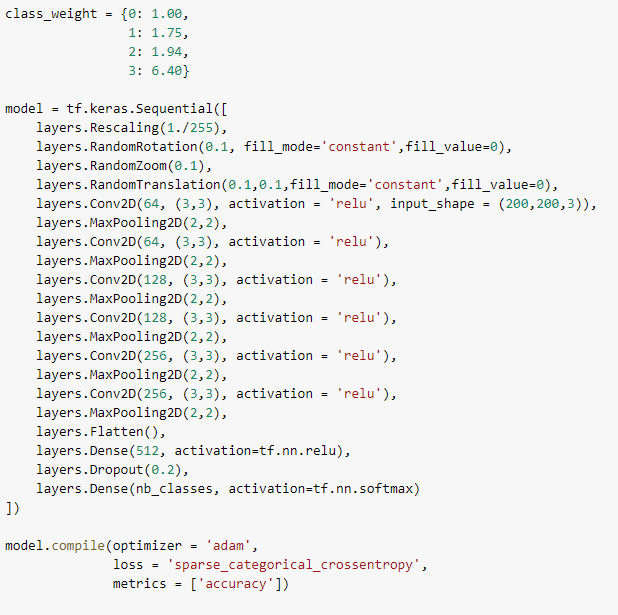 class_weight = {0: 1.00,
                1: 1.75,
                2: 1.94,
                3: 6.40}

model = tf.keras.Sequential([
    layers.Rescaling(1./255),
    layers.RandomRotation(0.1, fill_mode='constant',fill_value=0),
    layers.RandomZoom(0.1),
    layers.RandomTranslation(0.1,0.1,fill_mode='constant',fill_value=0),
    layers.Conv2D(64, (3,3), activation = 'relu', input_shape = (200,200,3)),
    layers.MaxPooling2D(2,2),
    layers.Conv2D(64, (3,3), activation = 'relu'),
    layers.MaxPooling2D(2,2),
    layers.Conv2D(128, (3,3), activation = 'relu'),
    layers.MaxPooling2D(2,2),
    layers.Conv2D(128, (3,3), activation = 'relu'),
    layers.MaxPooling2D(2,2),
    layers.Conv2D(256, (3,3), activation = 'relu'),
    layers.MaxPooling2D(2,2),
    layers.Conv2D(256, (3,3), activation = 'relu'),
    layers.MaxPooling2D(2,2),
    layers.Flatten(),
    layers.Dense(512, activation=tf.nn.relu),
    layers.Dropout(0.2),
    layers.Dense(nb_classes, activation=tf.nn.softmax)
])

model.compile(optimizer = 'adam',
              loss = 'sparse_categorical_crossentropy',
              metrics = ['accuracy'])